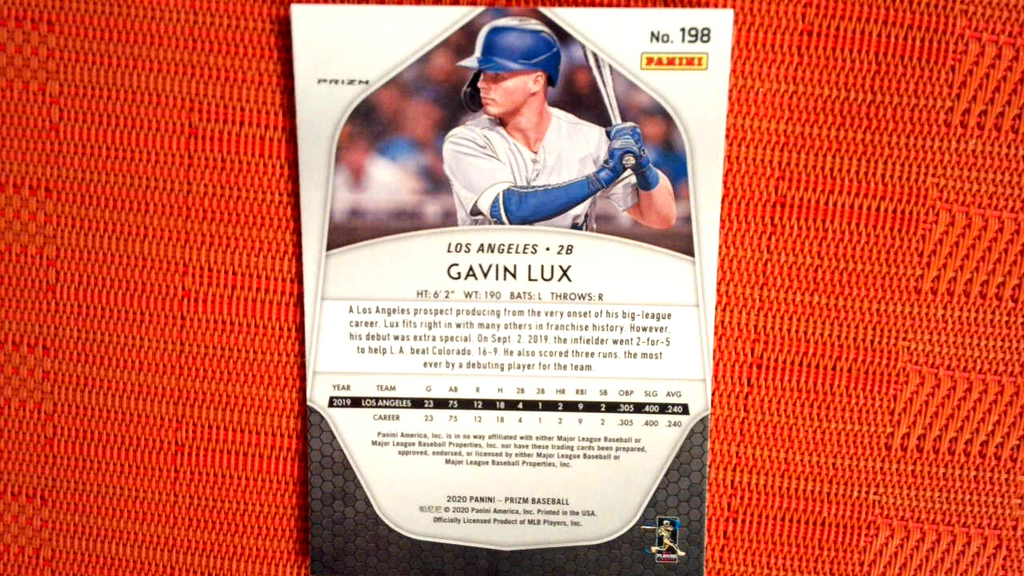 No. 198
PANINI
PRIZM
LOS ANGELES • 2B
GAVIN LUX
HT: 6' 2" WT: 190 BATS: L THROWS: R
A Los Angeles prospect producing from the very onset of his big-league
career, Lux fits right in with many others in franchise history. However,
his debut was extra special. On Sept. 2, 2019, the infielder went 2-for-5
to help L.A. beat Colorado, 16-9. He also scored three runs, the most
ever by a debuting player for the team.
YEAR TEAM G AB R H 2B 3B HR RBI SB OBP SLG AVG
2019 LOS ANGELES 23 75 12 18 4 1 2 9 2 .305 .400 .240
CAREER 23 75 12 18 4 1 2 9 2 .305 .400 .240
Panini America, Inc. is in no way affiliated with either Major League Baseball or
Major League Baseball Properties, Inc. nor have these trading cards been prepared,
approved, endorsed, or licensed by either Major League Baseball or
Major League Baseball Properties, Inc.
2020 PANINI – PRIZM BASEBALL
© 2020 Panini America, Inc. Printed in the USA.
Officially Licensed Product of MLB Players, Inc.
PLAYERS